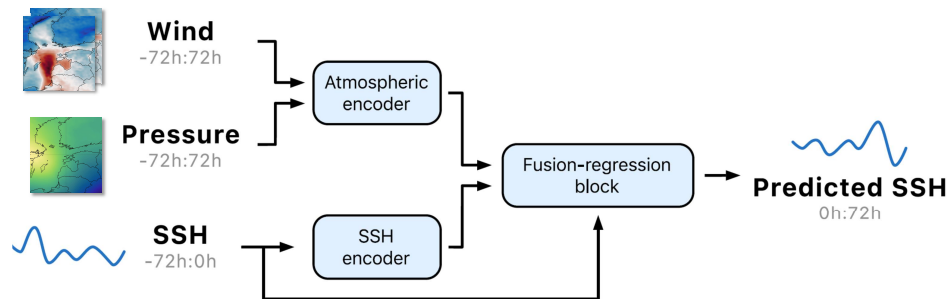 Wind
-72h:72h
Pressure
-72h:72h
SSH
-72h:0h
Atmospheric
encoder
SSH
encoder
Fusion-regression
block
Predicted SSH
0h:72h